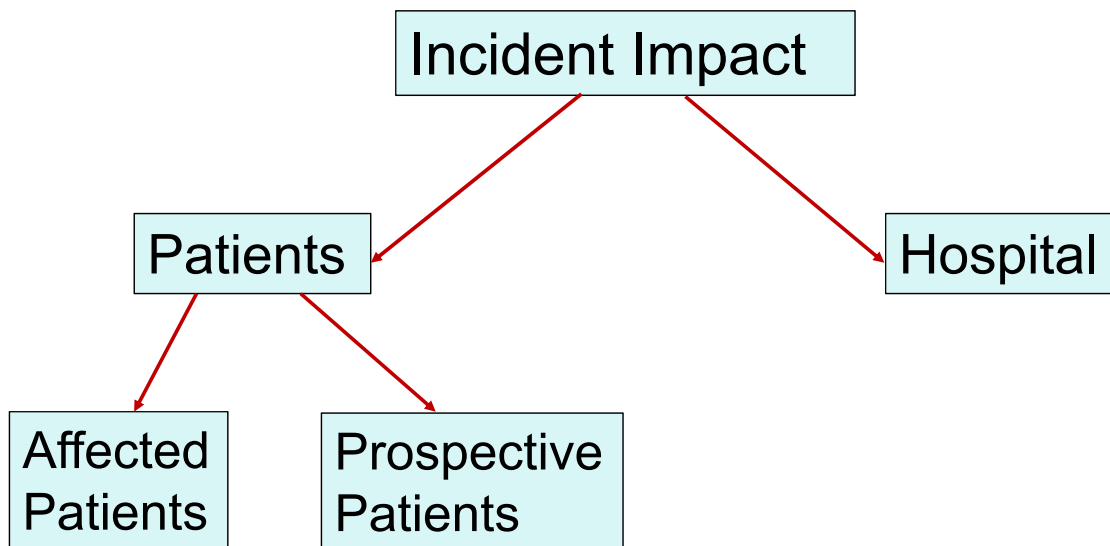 Incident Impact
Patients
Hospital
Affected
Patients
Prospective
Patients